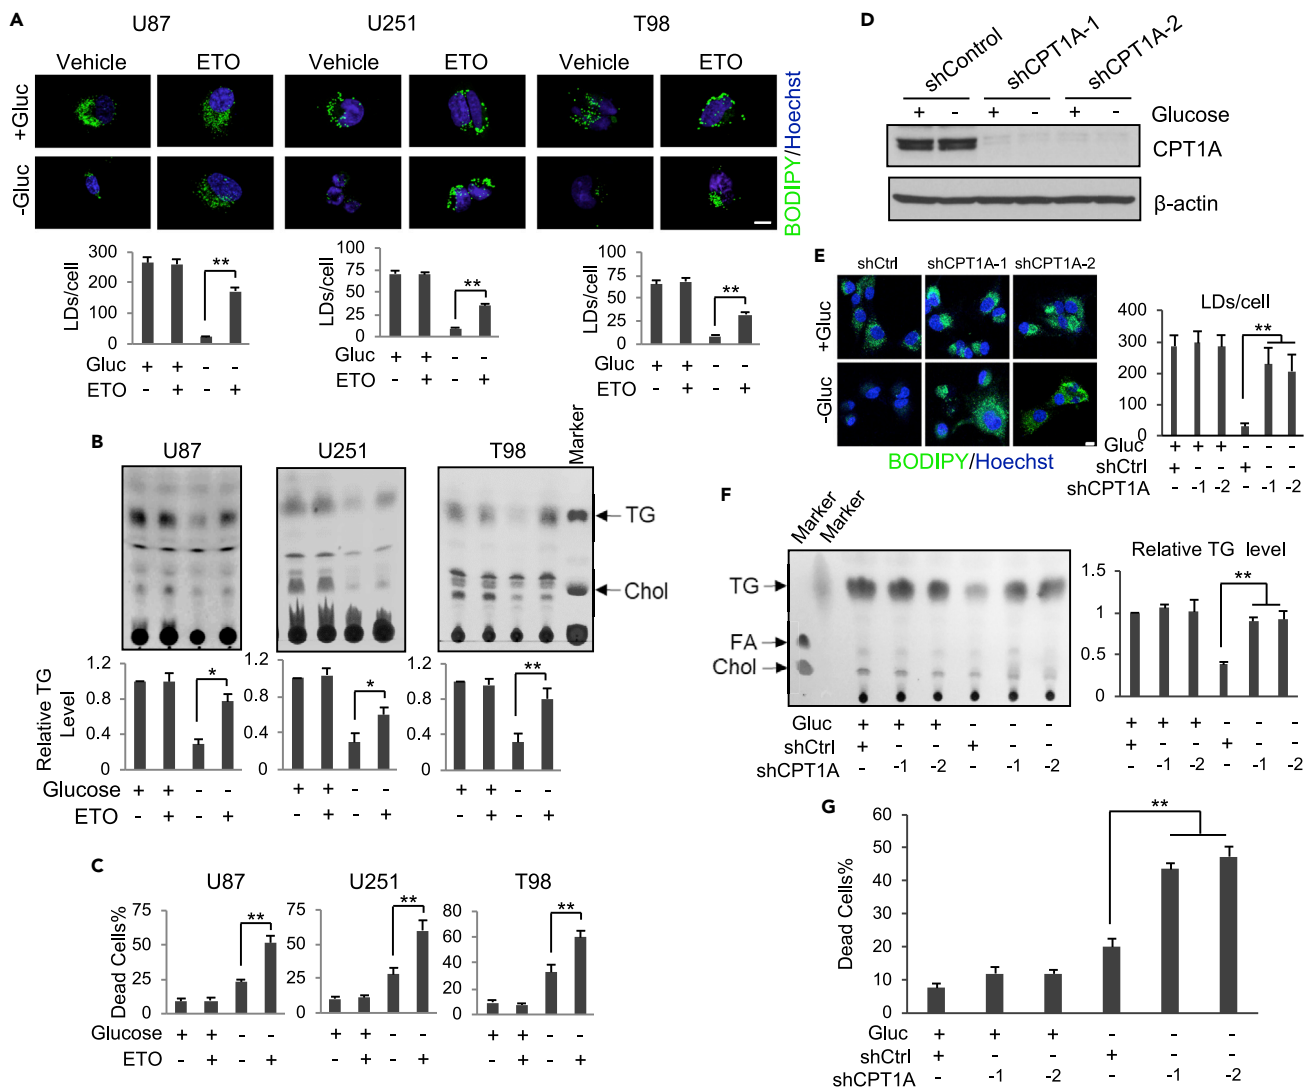 A
U87
U251
T98
Vehicle ETO Vehicle ETO Vehicle ETO
+Gluc
-Gluc
BODIPY/Hoechst
LDs/cell
300
200
100
0
**
LDs/cell
100
75
50
25
0
**
LDs/cell
100
75
50
25
0
**
Gluc + + - -
ETO - + - +
Gluc + + - -
ETO - + - +
+ + - -
- + - +
B
U87
U251
T98
Marker
TG
Chol
Relative TG
Level
1.2
0.8
0.4
0
*
1.2
0.8
0.4
0
*
1.2
0.8
0.4
0
**
Glucose + + - - + + - - + + - -
ETO - + - + - + - + - + - +
C
U87
U251
T98
Dead Cells%
75
50
25
0
**
75
50
25
0
**
80
60
40
20
0
**
Glucose + + - - + + - - + + - -
ETO - + - + - + - + - + - +
D
shControl
shCPT1A-1
shCPT1A-2
+ - + - + - Glucose
CPT1A
β-actin
E
shCtrl shCPT1A-1 shCPT1A-2
+Gluc
-Gluc
BODIPY/Hoechst
LDs/cell
400
300
200
100
0
**
Gluc + + + - - -
shCtrl + - - + - -
shCPT1A - -1 -2 - -1 -2
F
Marker
Marker
TG
FA
Chol
Gluc + + + - - -
shCtrl + - - + - -
shCPT1A - -1 -2 - -1 -2
Relative TG level
1.5
1
0.5
0
**
+ + + - - -
+ - - + - -
- -1 -2 - -1 -2
G
Dead Cells%
60
50
40
30
20
10
0
**
Gluc + + + - - -
shCtrl + - - + - -
shCPT1A - -1 -2 - -1 -2